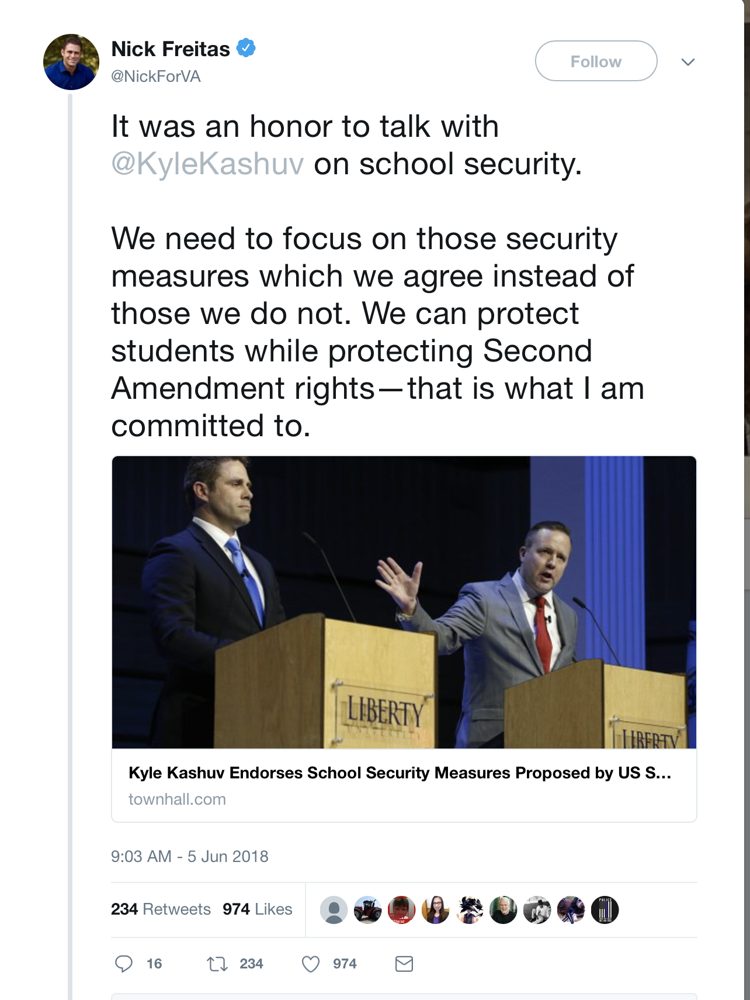 Nick Freitas
@NickForVA
Follow
It was an honor to talk with
@KyleKashuv on school security.
We need to focus on those security
measures which we agree instead of
those we do not. We can protect
students while protecting Second
Amendment rights—that is what I am
committed to.
LIBERTY
UNIVERSITY
LIBERTY
Kyle Kashuv Endorses School Security Measures Proposed by US S...
townhall.com
9:03 AM - 5 Jun 2018
234 Retweets 974 Likes
POLICE
16 234 974